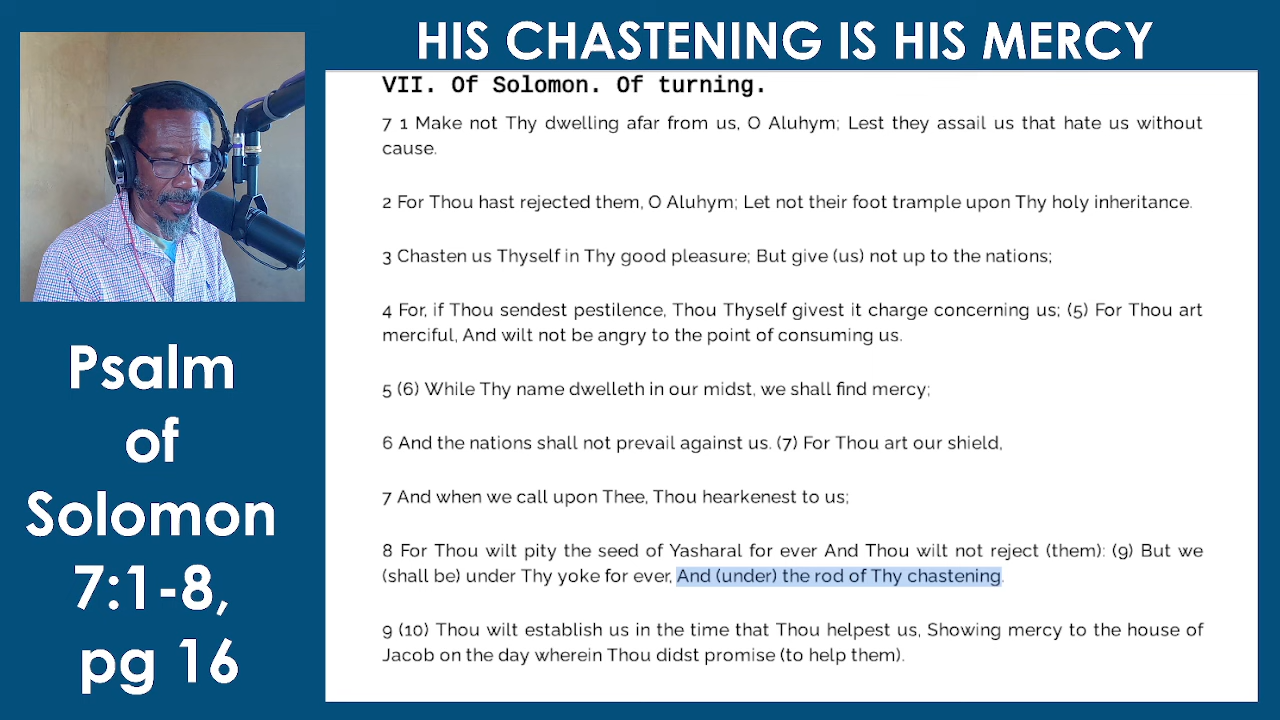 HIS CHASTENING IS HIS MERCY
VII. Of Solomon. Of turning.
7 1 Make not Thy dwelling afar from us, O Aluhym; Lest they assail us that hate us without
cause.
2 For Thou hast rejected them, O Aluhym; Let not their foot trample upon Thy holy inheritance.
3 Chasten us Thyself in Thy good pleasure; But give (us) not up to the nations;
4 For, if Thou sendest pestilence, Thou Thyself givest it charge concerning us; (5) For Thou art
merciful, And wilt not be angry to the point of consuming us.
5 (6) While Thy name dwelleth in our midst, we shall find mercy;
6 And the nations shall not prevail against us. (7) For Thou art our shield,
7 And when we call upon Thee, Thou hearkenest to us;
8 For Thou wilt pity the seed of Yasharal for ever And Thou wilt not reject (them): (9) But we
(shall be) under Thy yoke for ever, And (under) the rod of Thy chastening.
9 (10) Thou wilt establish us in the time that Thou helpest us, Showing mercy to the house of
Jacob on the day wherein Thou didst promise (to help them).
Psalm
of
Solomon
7:1-8,
pg 16